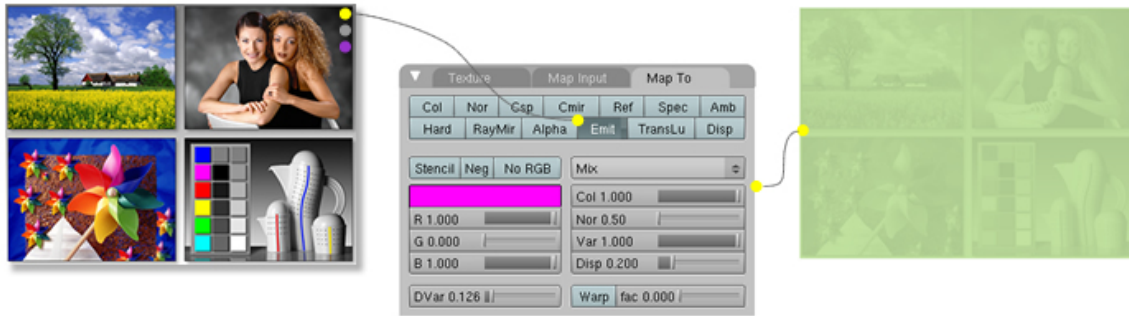 Texture Map Input Map To
Col Nor Csp Cmir Ref Spec Amb
Hard RayMir Alpha Emit TransLu Disp
Stencil Neg No RGB Mix
Col 1.000
R 1.000 Nor 0.50
G 0.000 Var 1.000
B 1.000 Disp 0.200
DVar 0.126 Warp fac 0.000